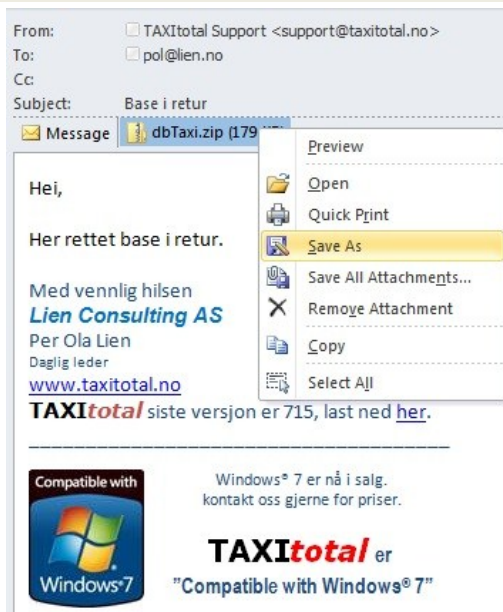 From: TAXItotal Support <support@taxitotal.no>
To: pol@lien.no
Cc:
Subject: Base i retur
Message dbTaxi.zip (179
Preview
Open
Quick Print
Save As
Save All Attachments...
Remove Attachment
Copy
Select All
Hei,
Her rettet base i retur.
Med vennlig hilsen
Lien Consulting AS
Per Ola Lien
Daglig leder
www.taxitotal.no
TAXItotal siste versjon er 715, last ned her.
Compatible with
Windows®7
Windows® 7 er nå i salg.
kontakt oss gjerne for priser.
TAXItotal er
"Compatible with Windows® 7"